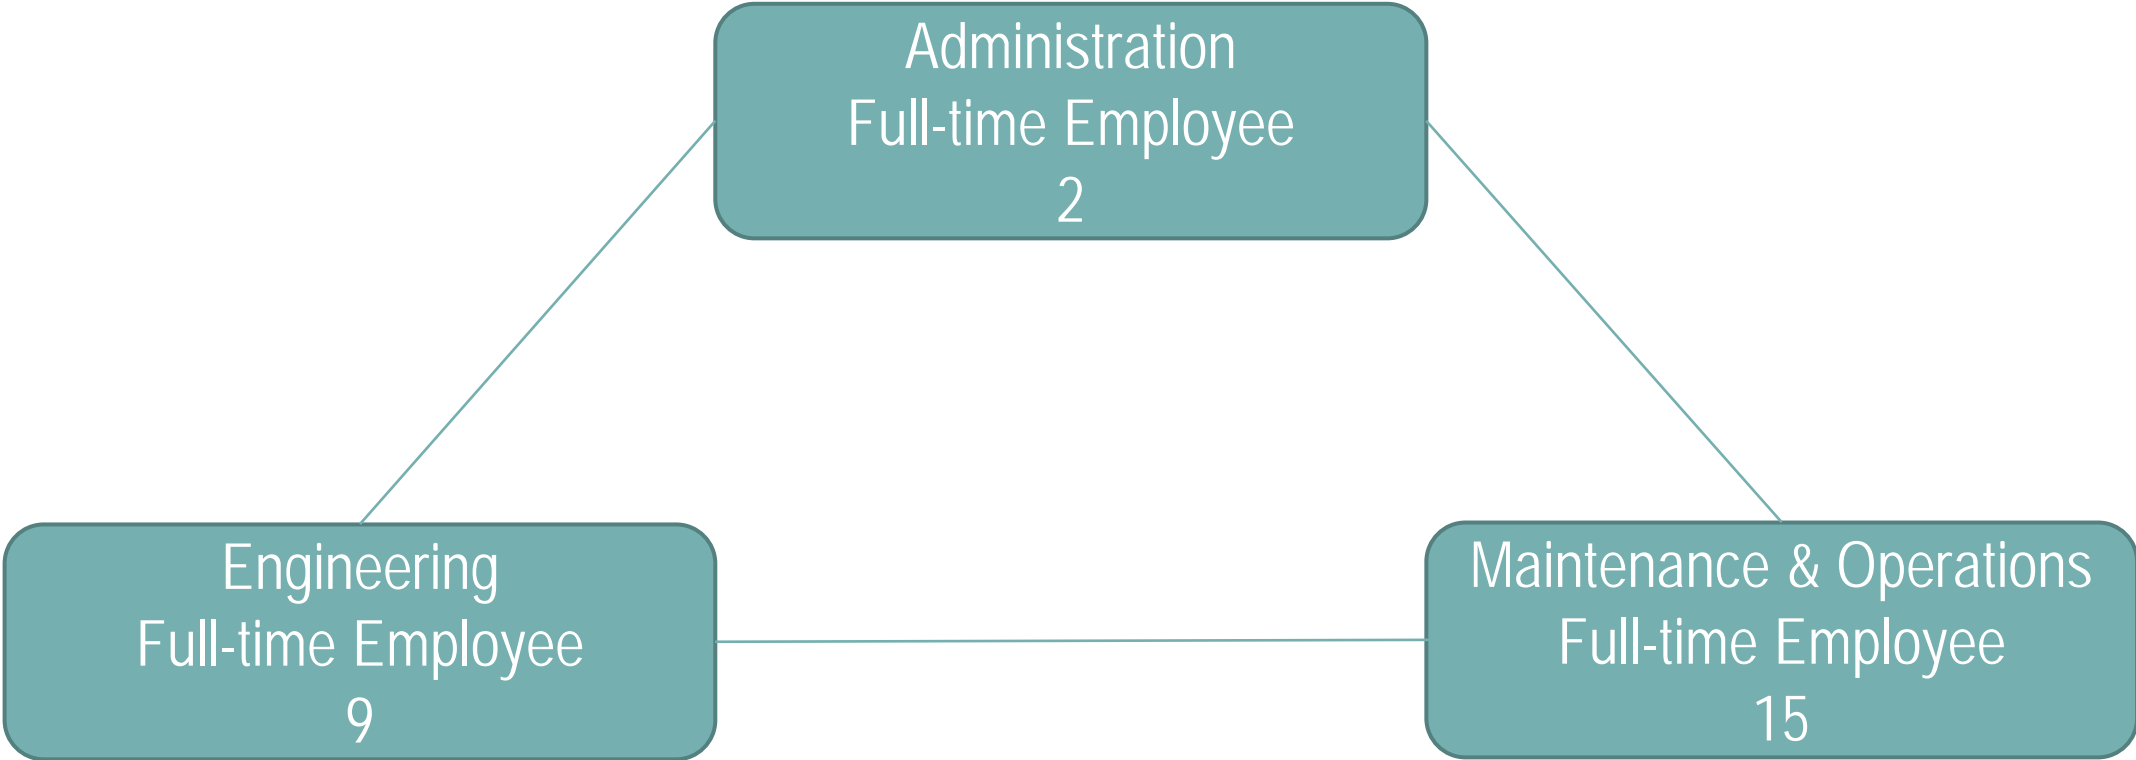 Administration
Full-time Employee
2
Engineering
Full-time Employee
9
Maintenance & Operations
Full-time Employee
15